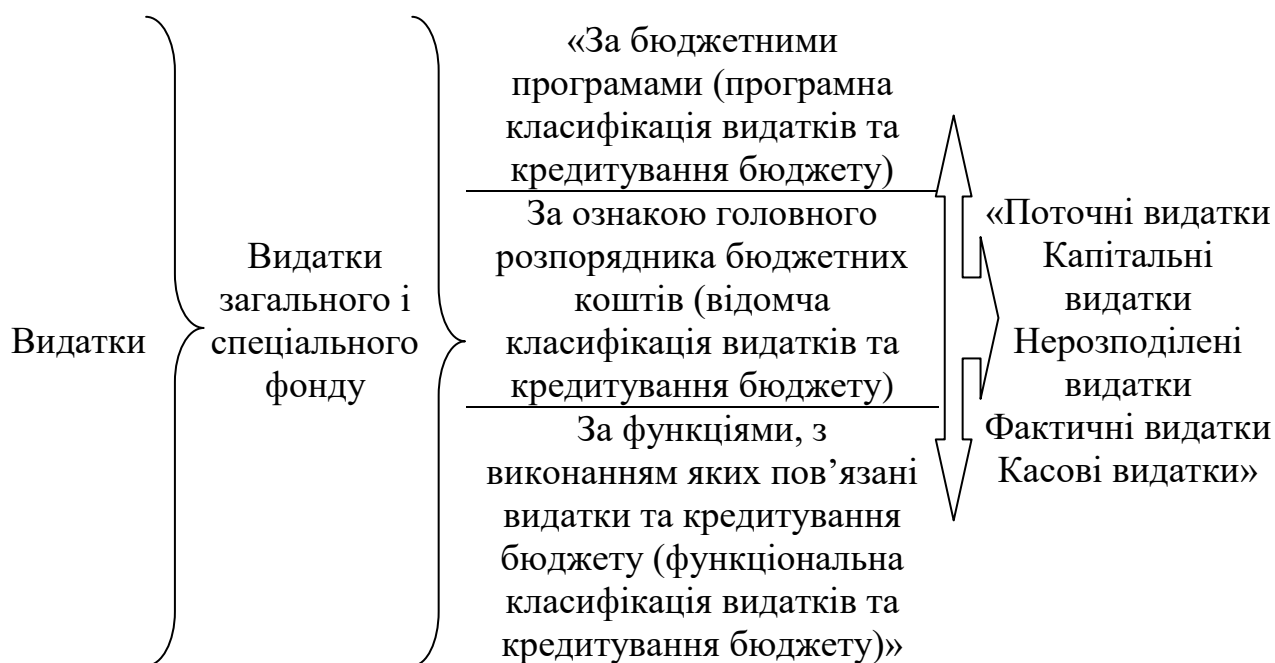 Видатки
Видатки
загального і
спеціального
фонду
«За бюджетними
програмами (програмна
класифікація видатків та
кредитування бюджету)
За ознакою головного
розпорядника бюджетних
коштів (відомча
класифікація видатків та
кредитування бюджету)
За функціями, з
виконанням яких пов’язані
видатки та кредитування
бюджету (функціональна
класифікація видатків та
кредитування бюджету)»
«Поточні видатки
Капітальні
видатки
Нерозподілені
видатки
Фактичні видатки
Касові видатки»